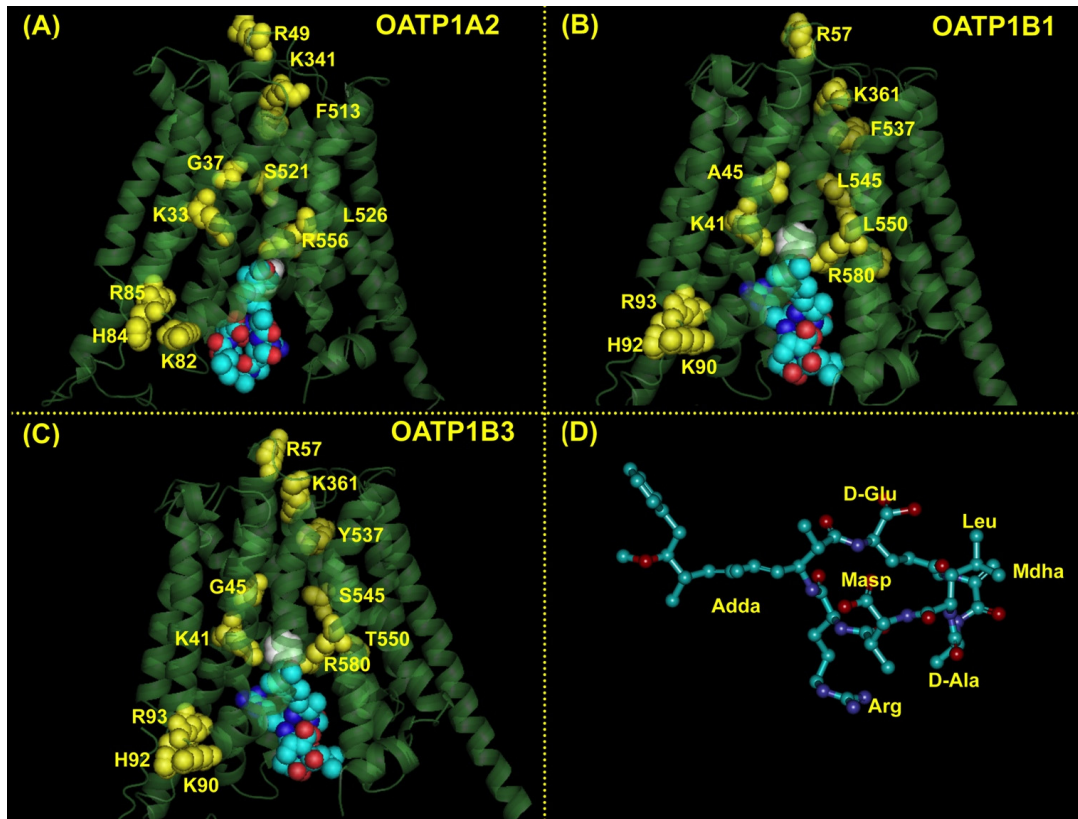 (A)
OATP1A2
R49
K341
F513
G37
S521
K33
L526
R556
R85
H84
K82
(B)
OATP1B1
R57
K361
F537
A45
L545
K41
L550
R580
R93
H92
K90
(C)
OATP1B3
R57
K361
Y537
G45
S545
K41
T550
R580
R93
H92
K90
(D)
D-Glu
Leu
Masp
Mdha
Adda
D-Ala
Arg